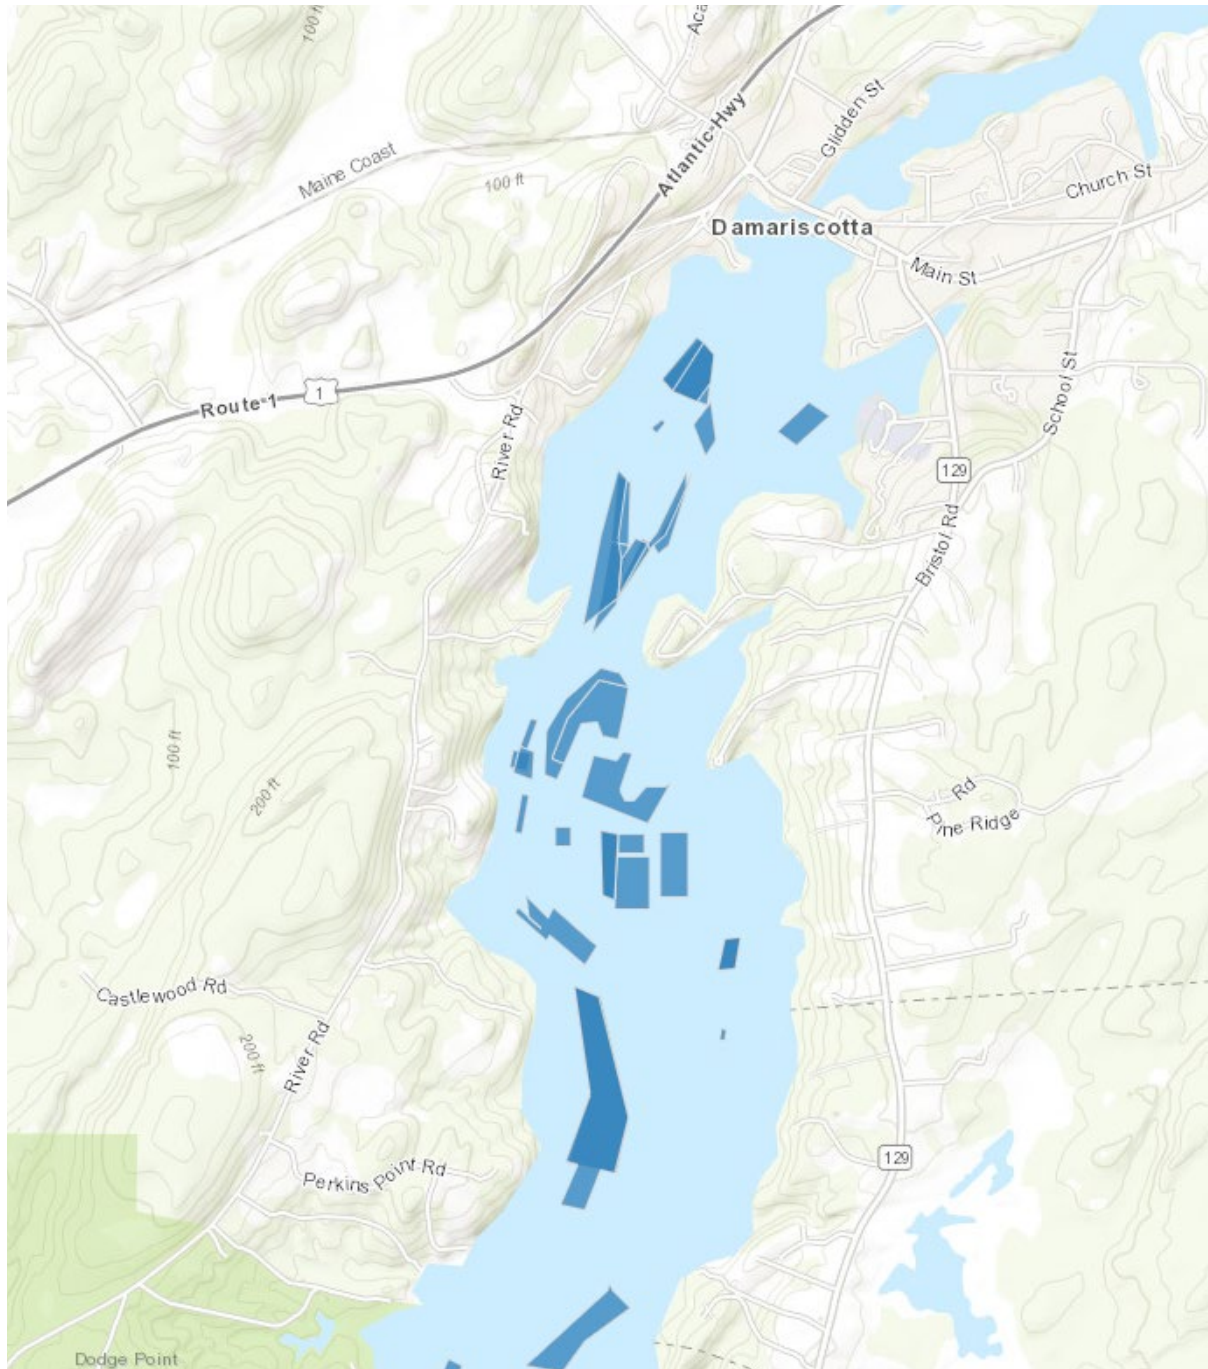 100 ft
Aca
Atlantic Hwy
Glidden St
Maine Coast
100 ft
Church St
Damariscotta
Main St
School St
Route 1
1
River Rd
129
Bristol Rd
100 ft
200 ft
Pine Ridge Rd
Castlewood Rd
200 ft
River Rd
129
Perkins Point Rd
Dodge Point